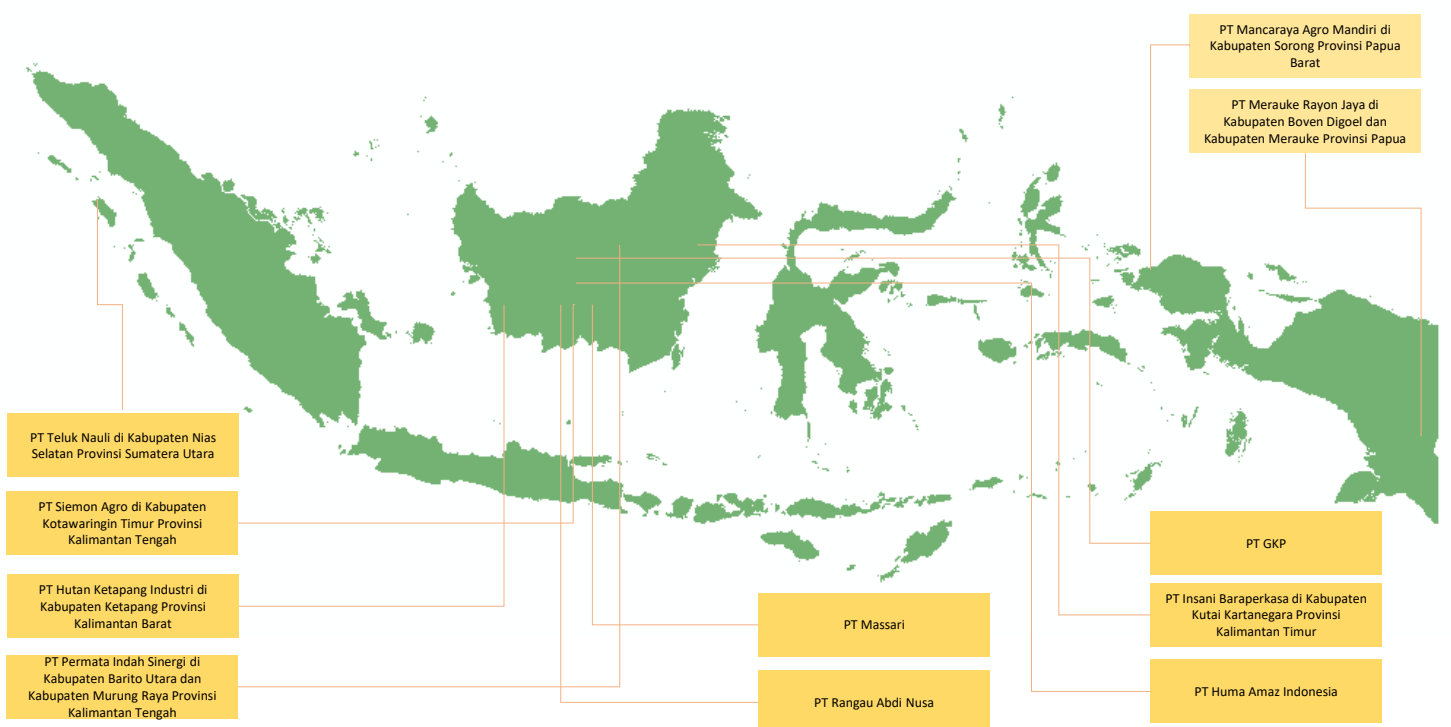 PT Mancaraya Agro Mandiri di
Kabupaten Sorong Provinsi Papua
Barat
PT Merauke Rayon Jaya di
Kabupaten Boven Digoel dan
Kabupaten Merauke Provinsi Papua
PT Teluk Nauli di Kabupaten Nias
Selatan Provinsi Sumatera Utara
PT Siemon Agro di Kabupaten
Kotawaringin Timur Provinsi
Kalimantan Tengah
PT Hutan Ketapang Industri di
Kabupaten Ketapang Provinsi
Kalimantan Barat
PT Permata Indah Sinergi di
Kabupaten Barito Utara dan
Kabupaten Murung Raya Provinsi
Kalimantan Tengah
PT Massari
PT Rangau Abdi Nusa
PT GKP
PT Insani Baraperkasa di Kabupaten
Kutai Kartanegara Provinsi
Kalimantan Timur
PT Huma Amaz Indonesia